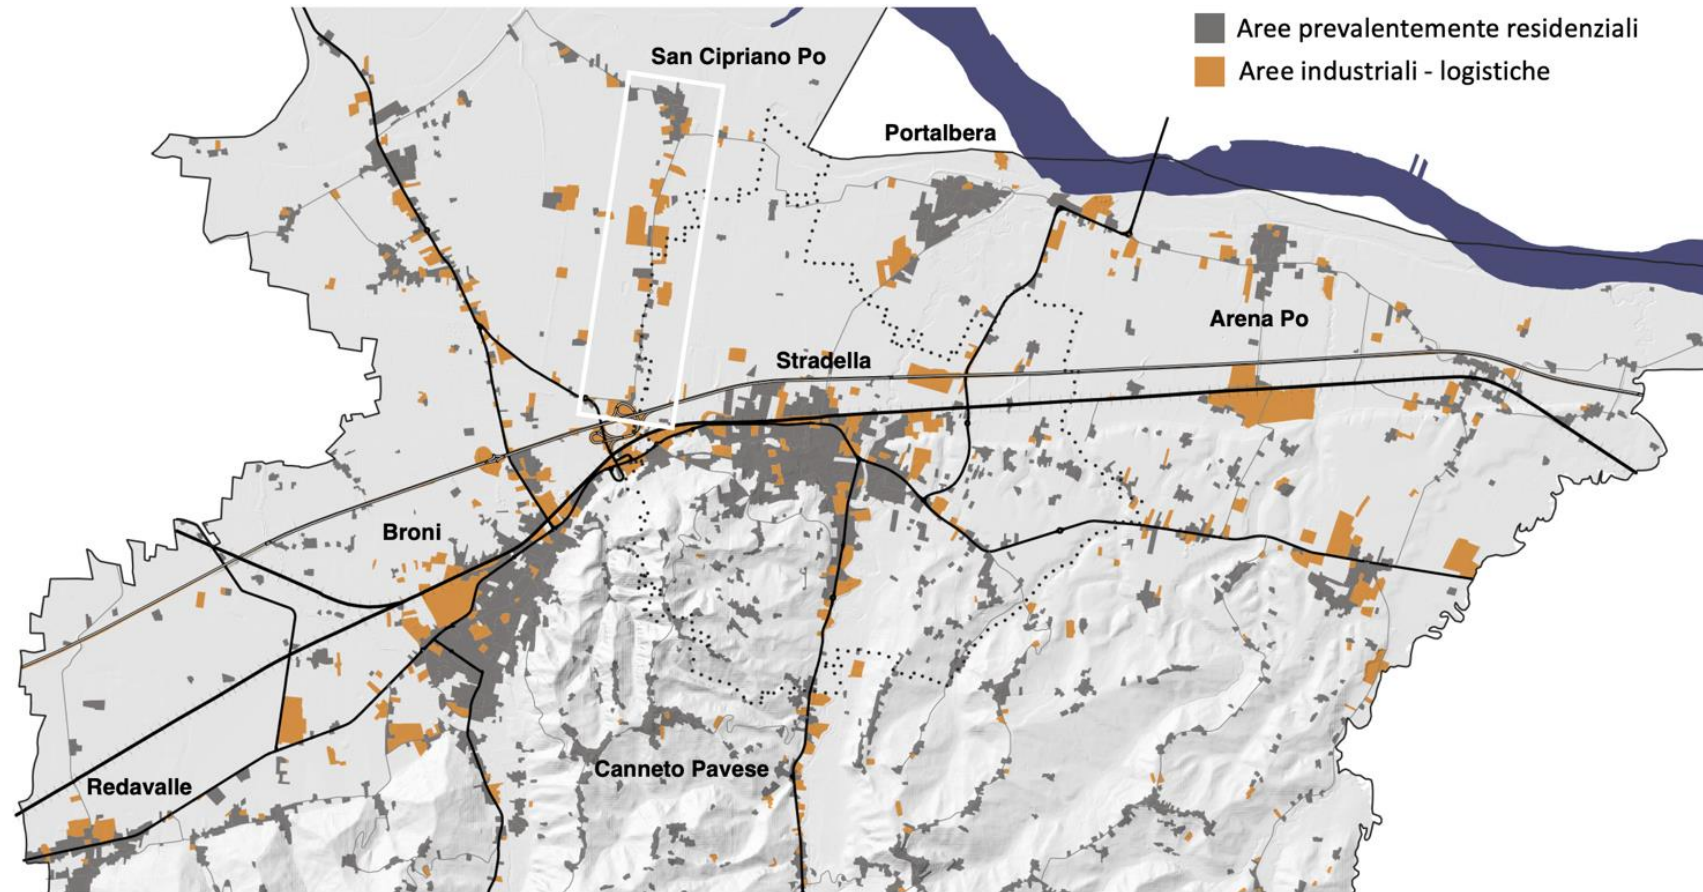 Aree prevalentemente residenziali
Aree industriali - logistiche
San Cipriano Po
Portalbera
Arena Po
Stradella
Broni
Canneto Pavese
Redavalle